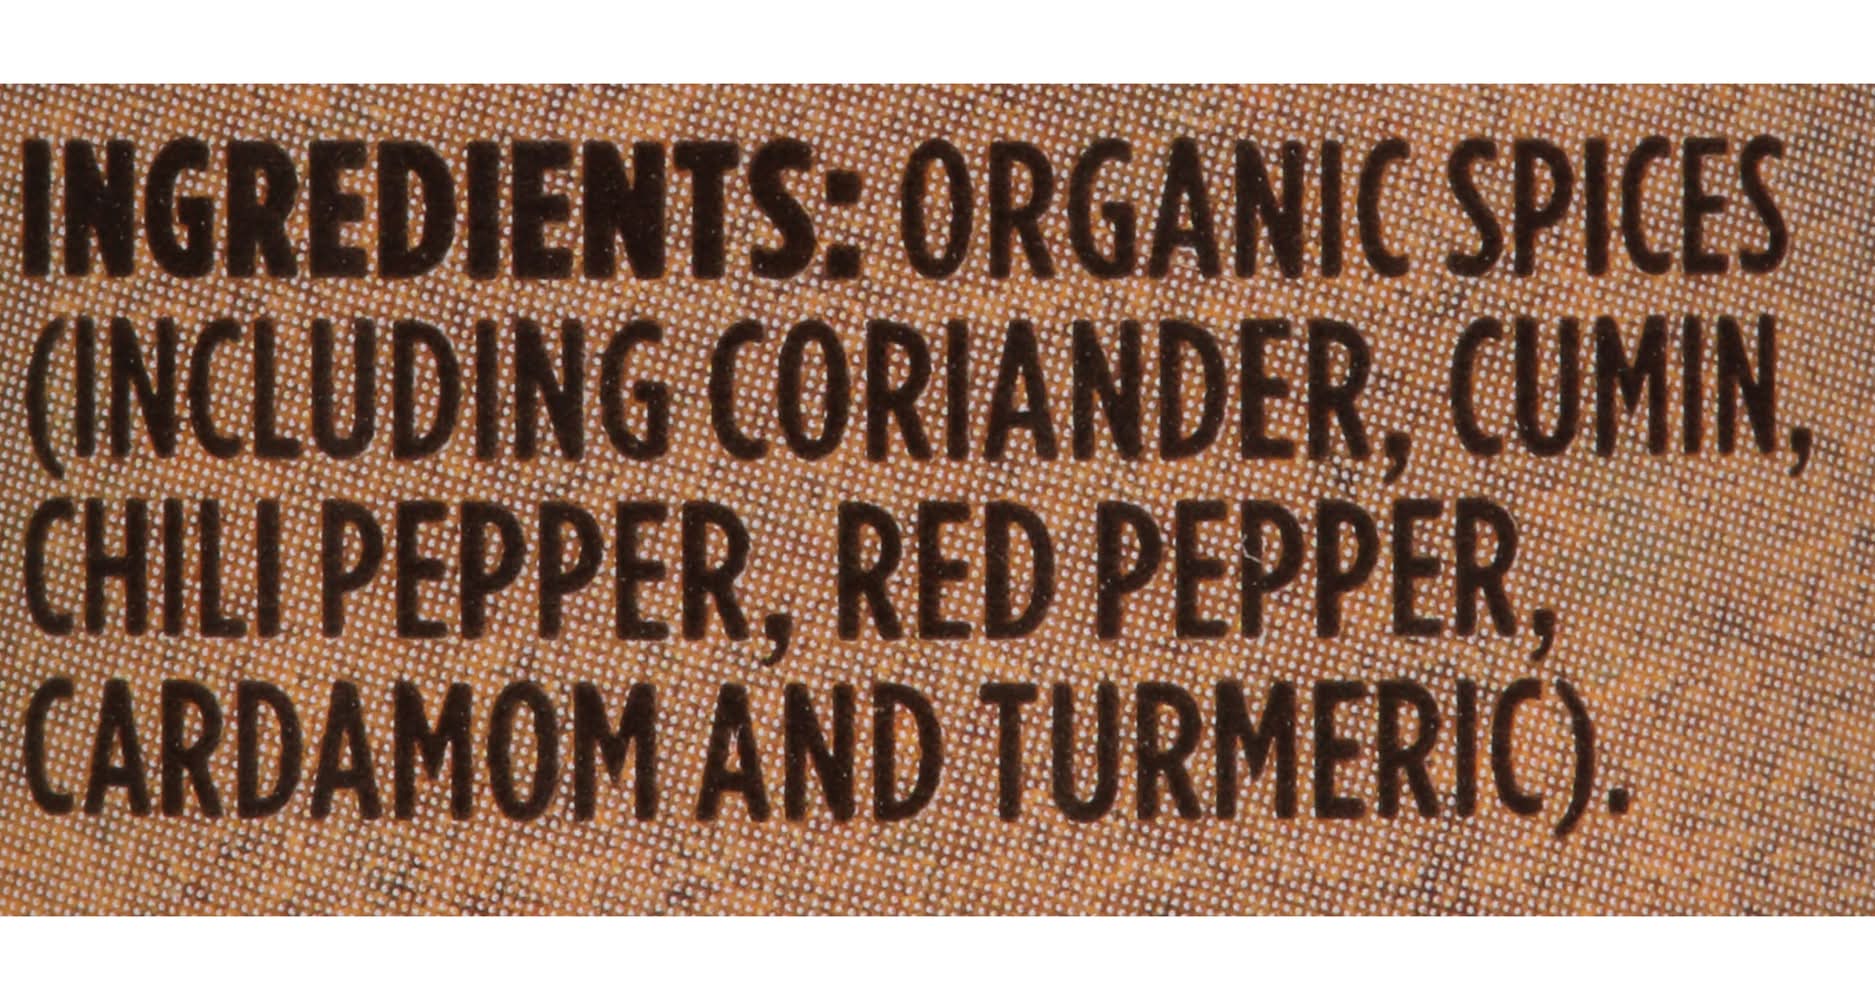 INGREDIENTS: ORGANIC SPICES
(INCLUDING CORIANDER, CUMIN,
CHILI PEPPER, RED PEPPER,
CARDAMOM AND TURMERIC).